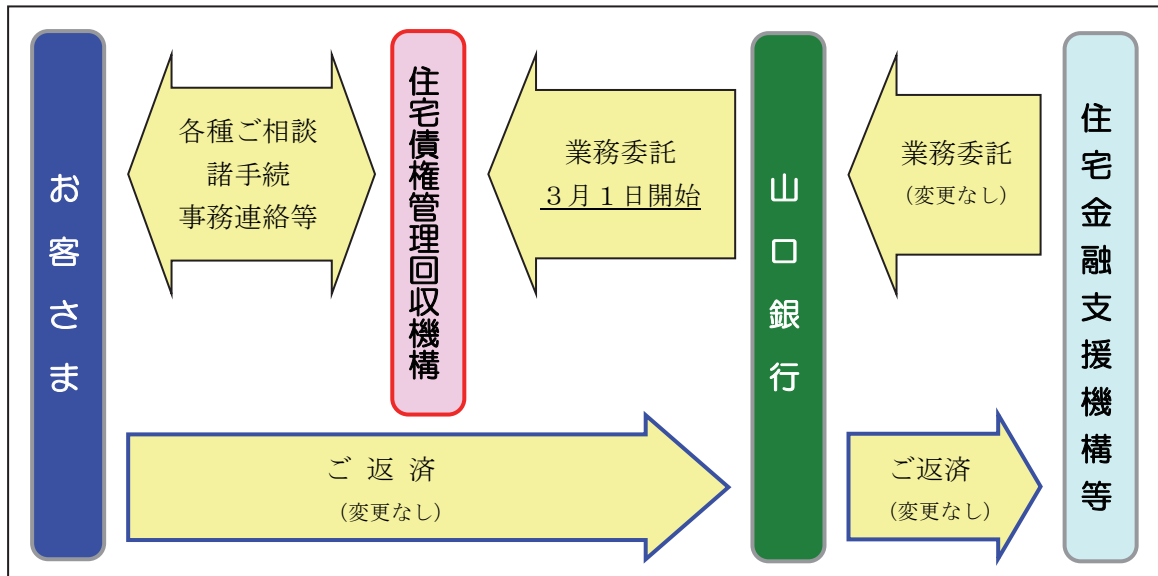 お客さま
各種ご相談
諸手続
事務連絡等
住宅債権管理回収機構
業務委託
３月１日開始
山口銀行
業務委託
(変更なし)
住宅金融支援機構等
ご 返 済
(変更なし)
ご返済
(変更なし)